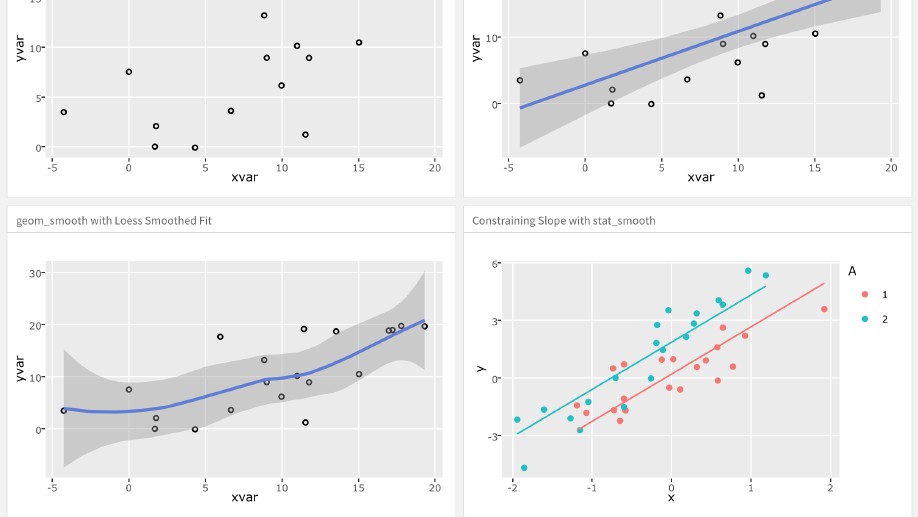 15
10
5
0
yvar
-5 0 5 10 15 20
xvar
10
0
yvar
-5 0 5 10 15 20
xvar
geom_smooth with Loess Smoothed Fit
30
20
10
0
yvar
-5 0 5 10 15 20
xvar
Constraining Slope with stat_smooth
6
3
0
-3
y
-2 -1 0 1 2
x
A
1
2